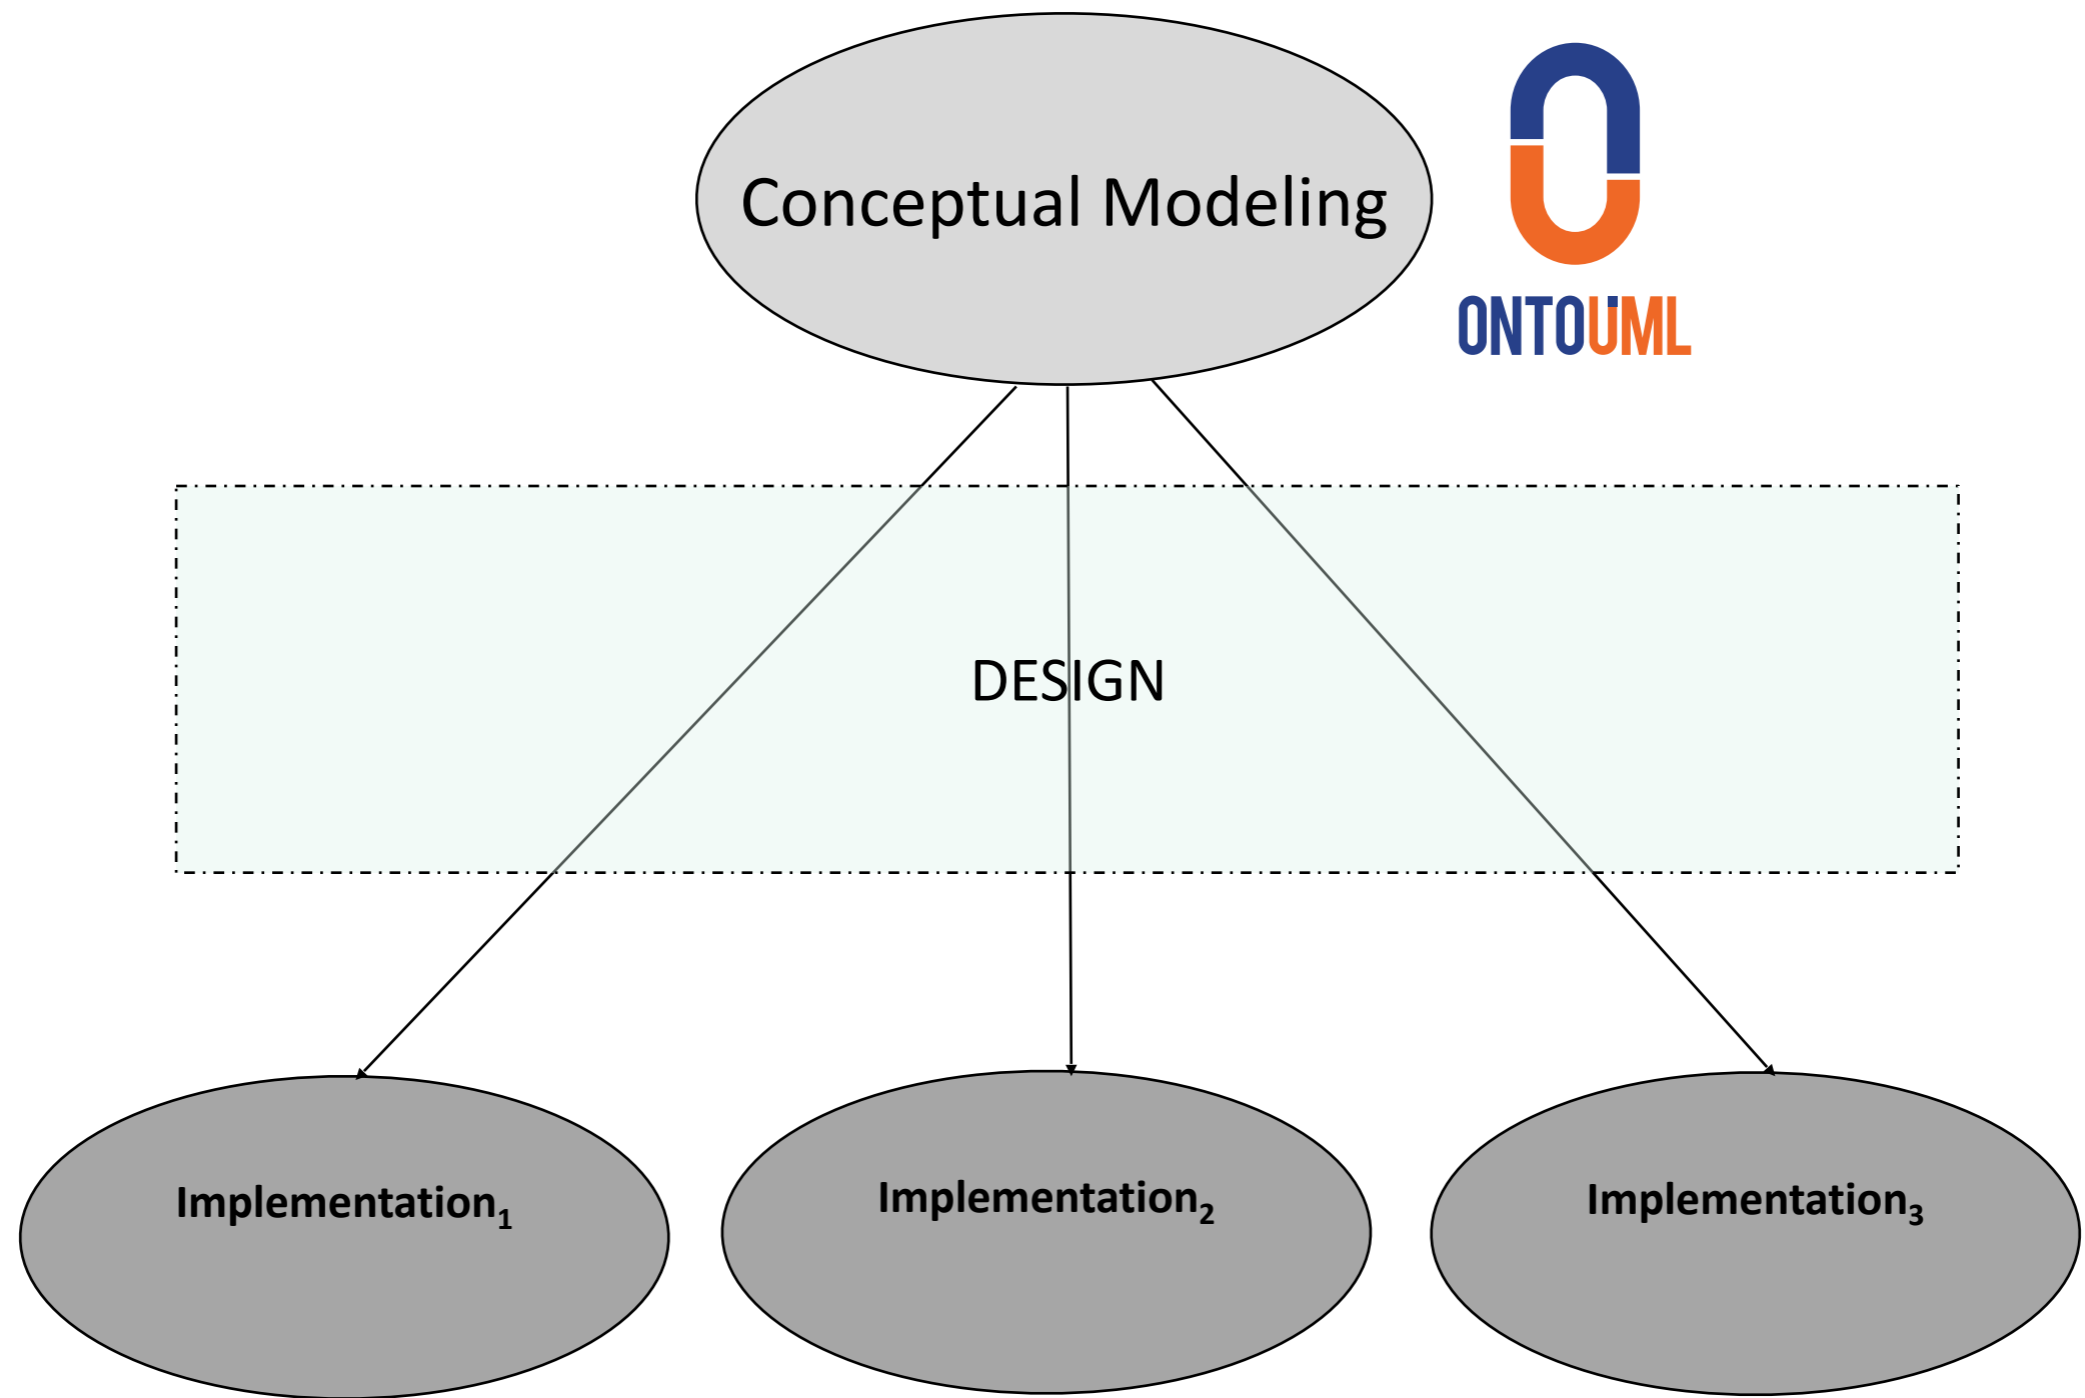 Conceptual Modeling
ONTOUML
DESIGN
Implementation₁
Implementation₂
Implementation₃